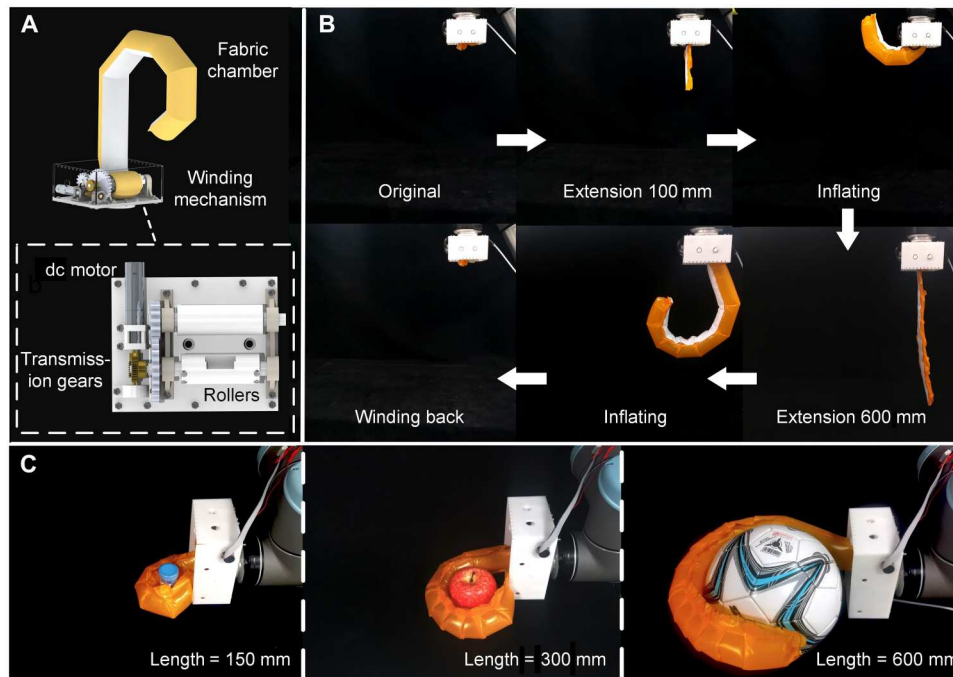 A
Fabric
chamber
Winding
mechanism
dc motor
Transmiss-
ion gears
Rollers
B
Original
Extension 100 mm
Inflating
Winding back
Inflating
Extension 600 mm
C
Length = 150 mm
Length = 300 mm
Length = 600 mm